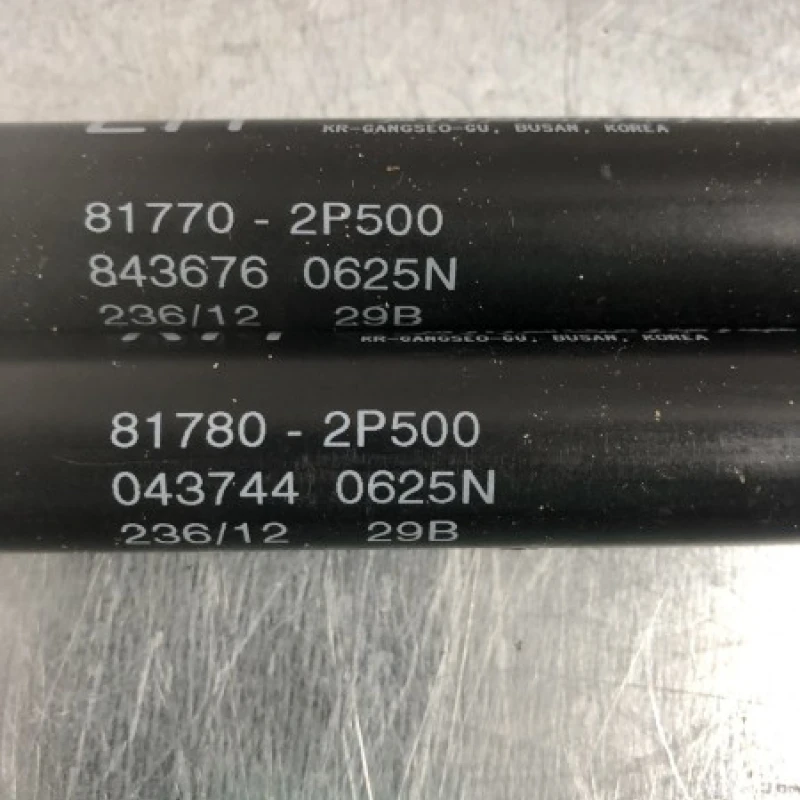 KR-GANGSEO-GU, BUSAN, KOREA
81770 - 2P500
843676 0625N
236/12 29B
KR-GANGSEO-GU, BUSAN, KOREA
81780 - 2P500
043744 0625N
236/12 29B